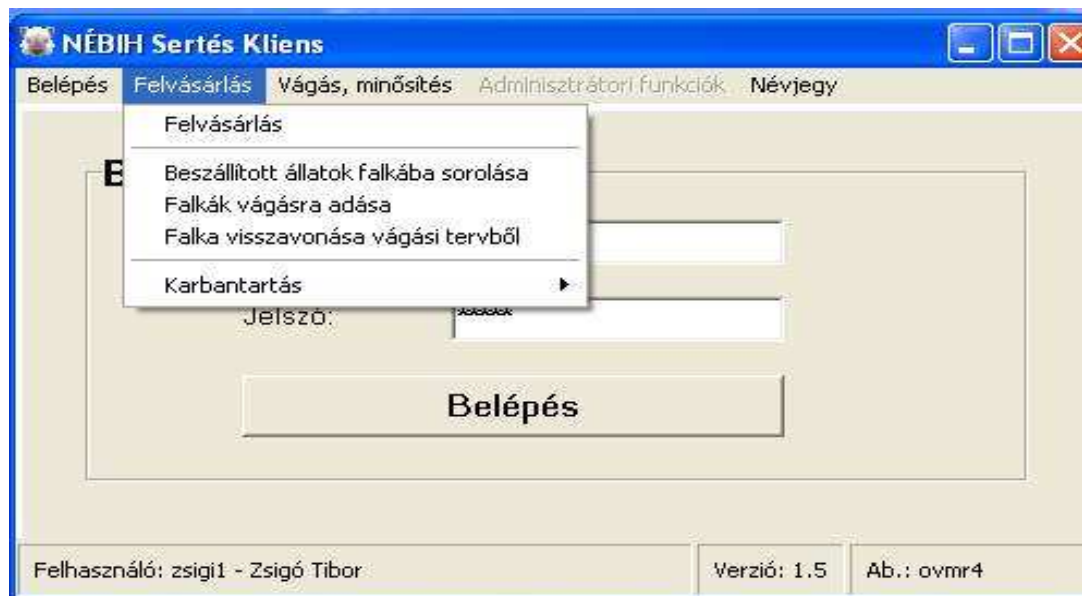 NÉBIH Sertés Kliens
Belépés Felvásárlás Vágás, minősítés Adminisztrátori funkciók Névjegy
Felvásárlás
Beszállított állatok falkába sorolása
Falkák vágásra adása
Falka visszavonása vágási tervből
Karbantartás
Jelszó:
Belépés
Felhasználó: zsigi1 - Zsigó Tibor Verzió: 1.5 Ab.: ovmr4